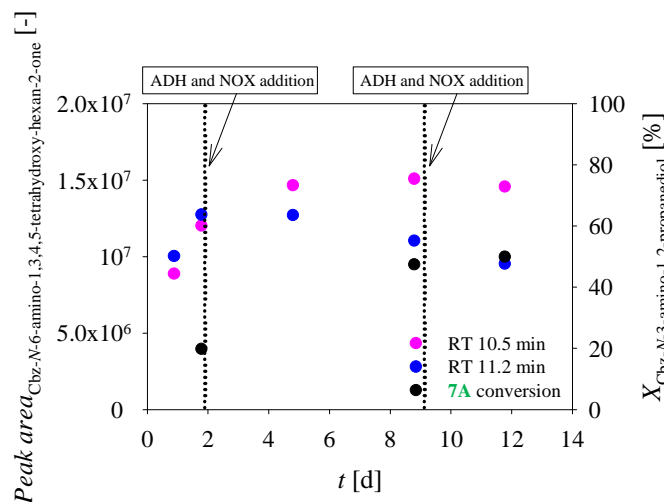 ADH and NOX addition
ADH and NOX addition
Peak area Cbz-N-6-amino-1,3,4,5-tetrahydroxy-hexan-2-one [-]
2.0x10⁷
1.5x10⁷
10⁷
5.0x10⁶
0
100
80
60
40
20
0
X Cbz-N-3-amino-1,2-propanediol [%]
RT 10.5 min
RT 11.2 min
7A conversion
0 2 4 6 8 10 12 14
t [d]